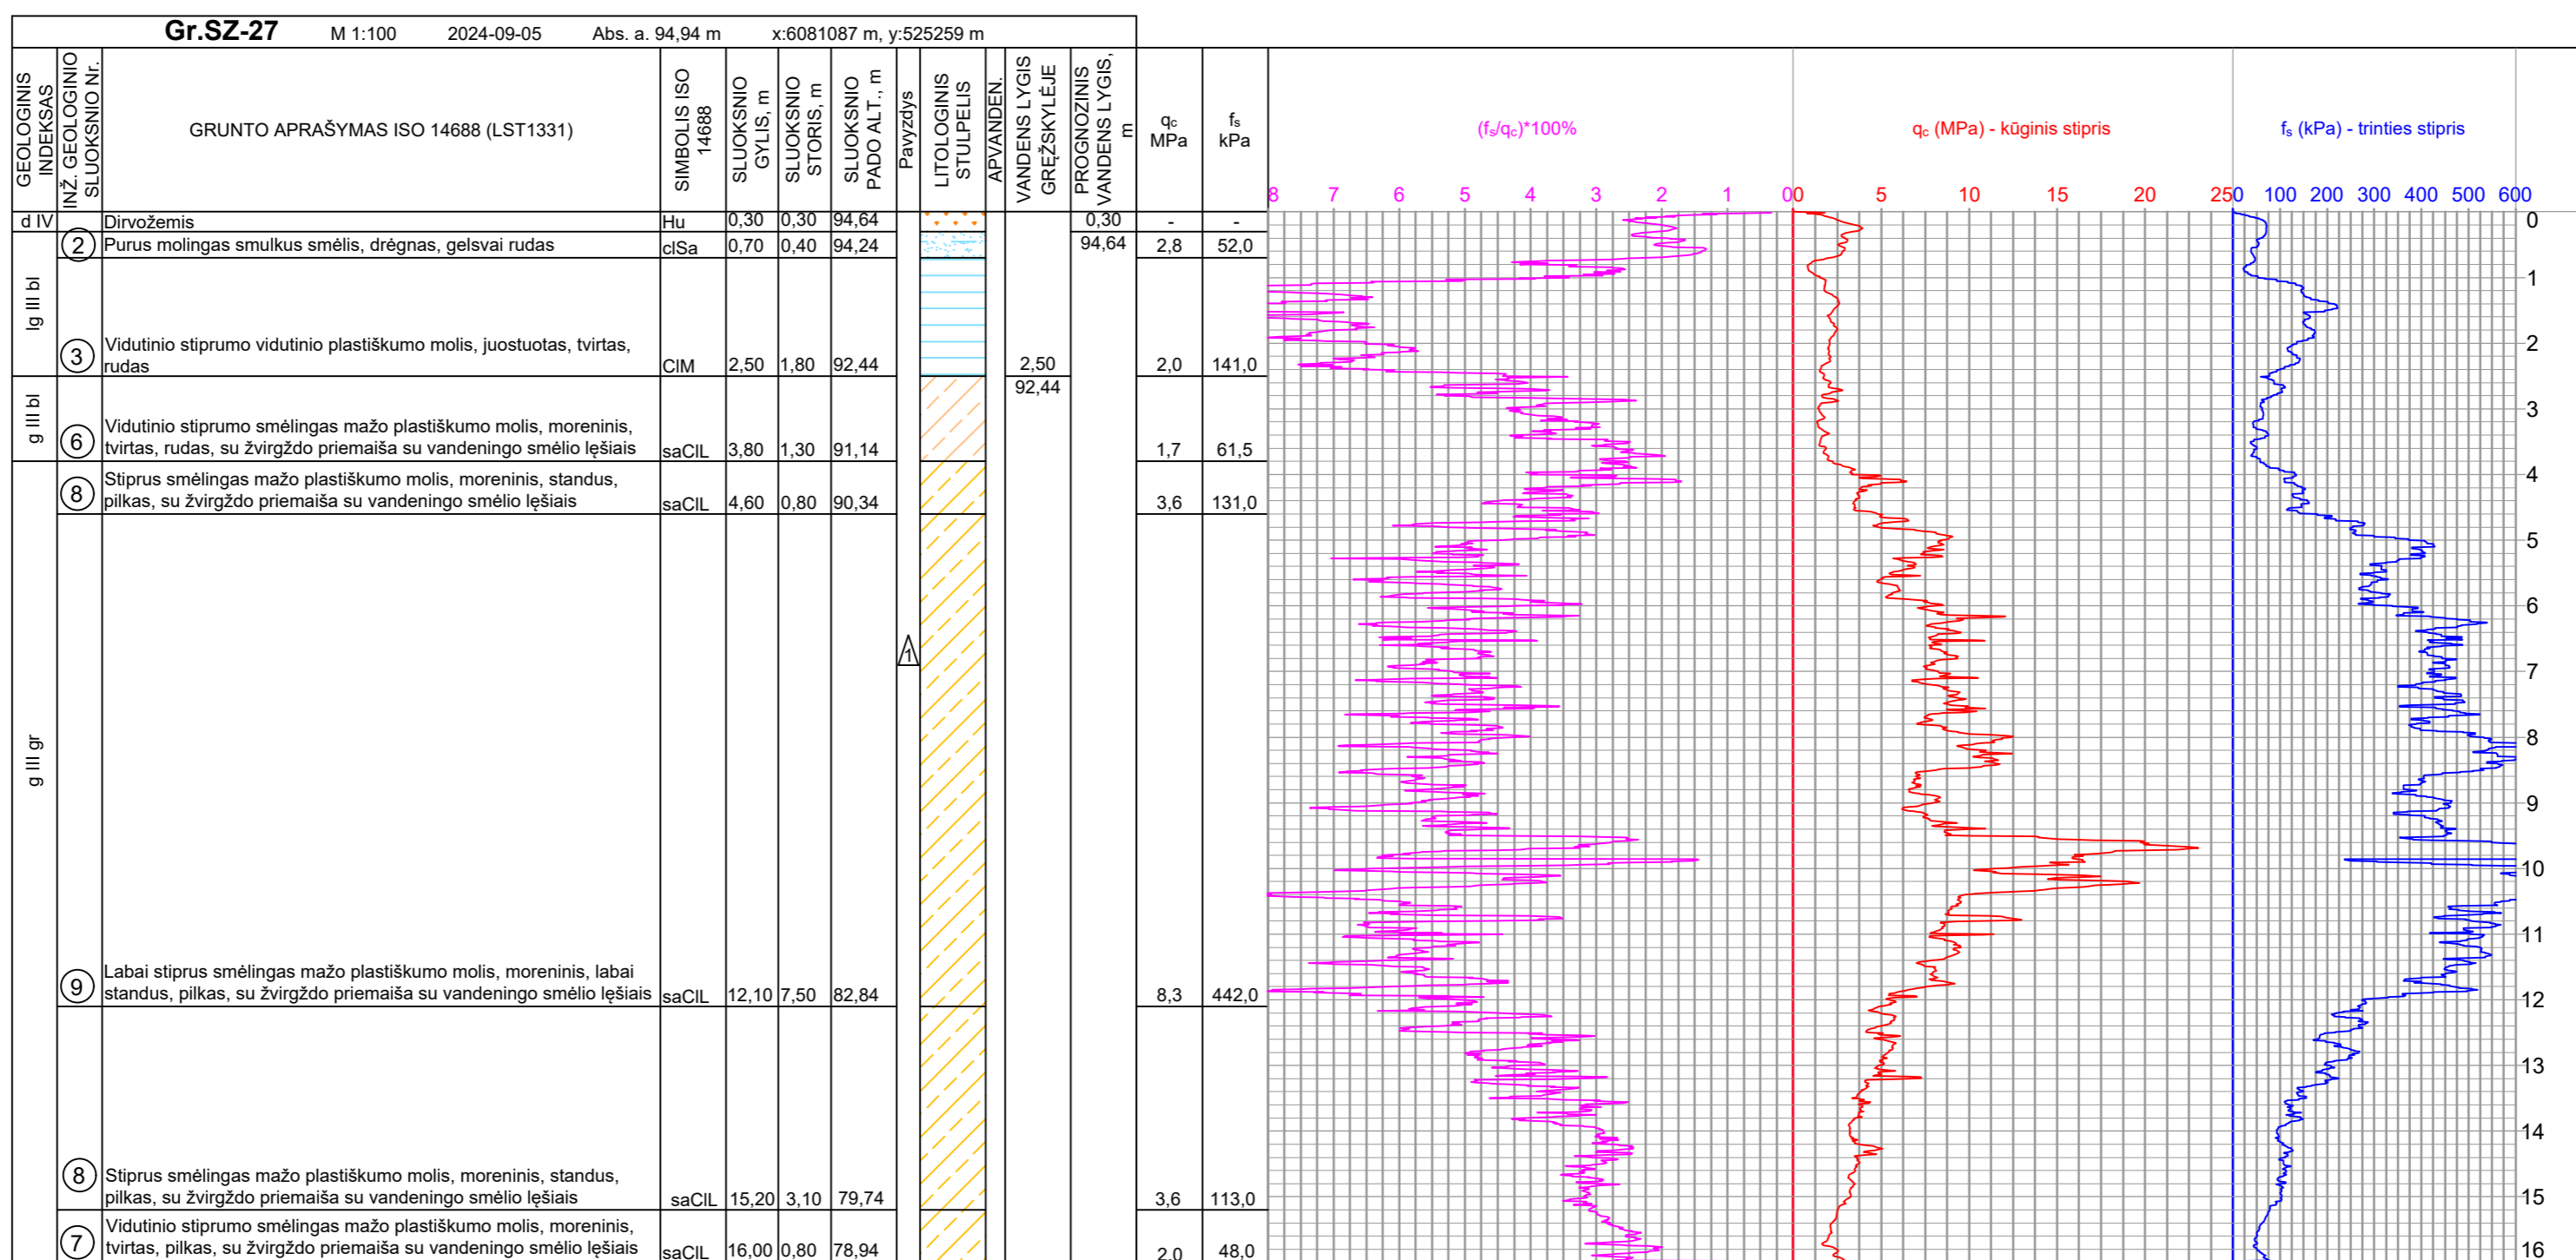 Gr.SZ-27 M 1:100 2024-09-05 Abs. a. 94,94 m x:6081087 m, y:525259 m
GEOLOGINIS
INDEKSAS
INŽ. GEOLOGINIO
SLUOKSNIO Nr.
GRUNTO APRAŠYMAS ISO 14688 (LST1331)
SIMBOLIS ISO
14688
SLUOKSNIO
GYLIS, m
SLUOKSNIO
STORIS, m
SLUOKSNIO
PADO ALT., m
Pavyzdys
LITOLOGINIS
STULPELIS
APVANDEN.
VANDENS LYGIS
GRĘŽSKYLĖJE
PROGNOZINIS
VANDENS LYGIS,
m
qc
MPa
fs
kPa
(fs/qc)*100%
qc (MPa) - kūginis stipris
fs (kPa) - trinties stipris
8 7 6 5 4 3 2 1 0
0 5 10 15 20 25
0 100 200 300 400 500 600
d IV Dirvožemis Hu 0,30 0,30 94,64 0,30 - -
94,64
2 Purus molingas smulkus smėlis, drėgnas, gelsvai rudas clSa 0,70 0,40 94,24 2,8 52,0
lg III bl
3 Vidutinio stiprumo vidutinio plastiškumo molis, juostuotas, tvirtas,
rudas ClM 2,50 1,80 92,44 2,50 2,0 141,0
92,44
g III bl
6 Vidutinio stiprumo smėlingas mažo plastiškumo molis, moreninis,
tvirtas, rudas, su žvirgždo priemaiša su vandeningo smėlio lęšiais saClL 3,80 1,30 91,14 1,7 61,5
8 Stiprus smėlingas mažo plastiškumo molis, moreninis, standus,
pilkas, su žvirgždo priemaiša su vandeningo smėlio lęšiais saClL 4,60 0,80 90,34 3,6 131,0
1
g III gr
9 Labai stiprus smėlingas mažo plastiškumo molis, moreninis, labai
standus, pilkas, su žvirgždo priemaiša su vandeningo smėlio lęšiais saClL 12,10 7,50 82,84 8,3 442,0
8 Stiprus smėlingas mažo plastiškumo molis, moreninis, standus,
pilkas, su žvirgždo priemaiša su vandeningo smėlio lęšiais saClL 15,20 3,10 79,74 3,6 113,0
7 Vidutinio stiprumo smėlingas mažo plastiškumo molis, moreninis,
tvirtas, pilkas, su žvirgždo priemaiša su vandeningo smėlio lęšiais saClL 16,00 0,80 78,94 2,0 48,0
0
1
2
3
4
5
6
7
8
9
10
11
12
13
14
15
16